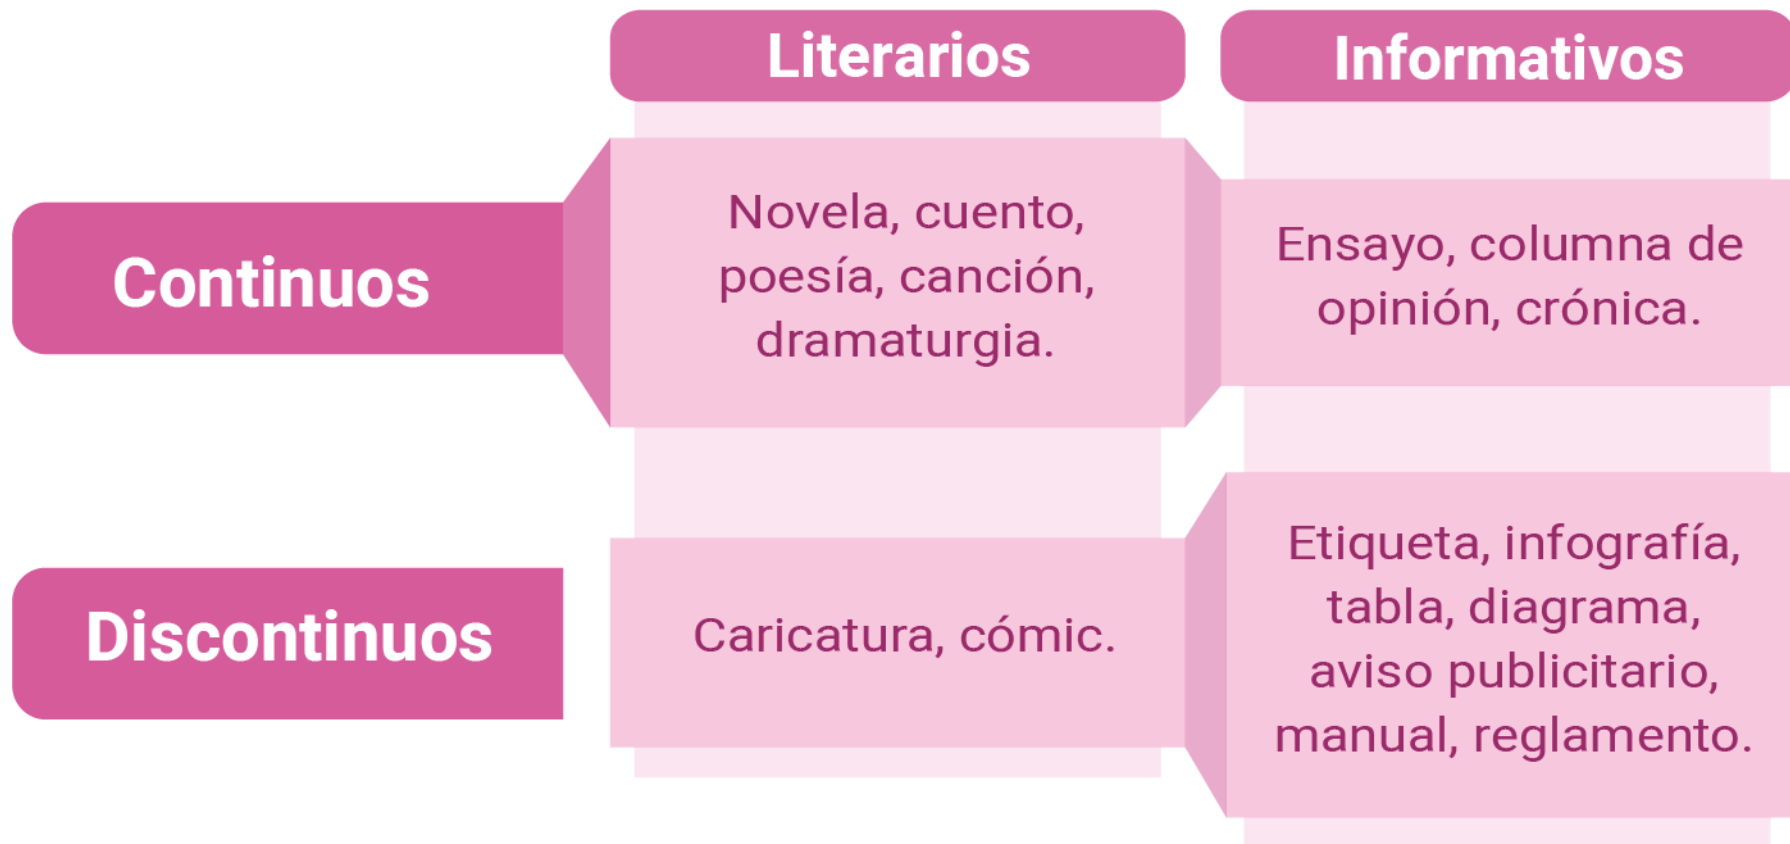 Literarios
Informativos
Continuos
Novela, cuento,
poesía, canción,
dramaturgia.
Ensayo, columna de
opinión, crónica.
Discontinuos
Caricatura, cómic.
Etiqueta, infografía,
tabla, diagrama,
aviso publicitario,
manual, reglamento.